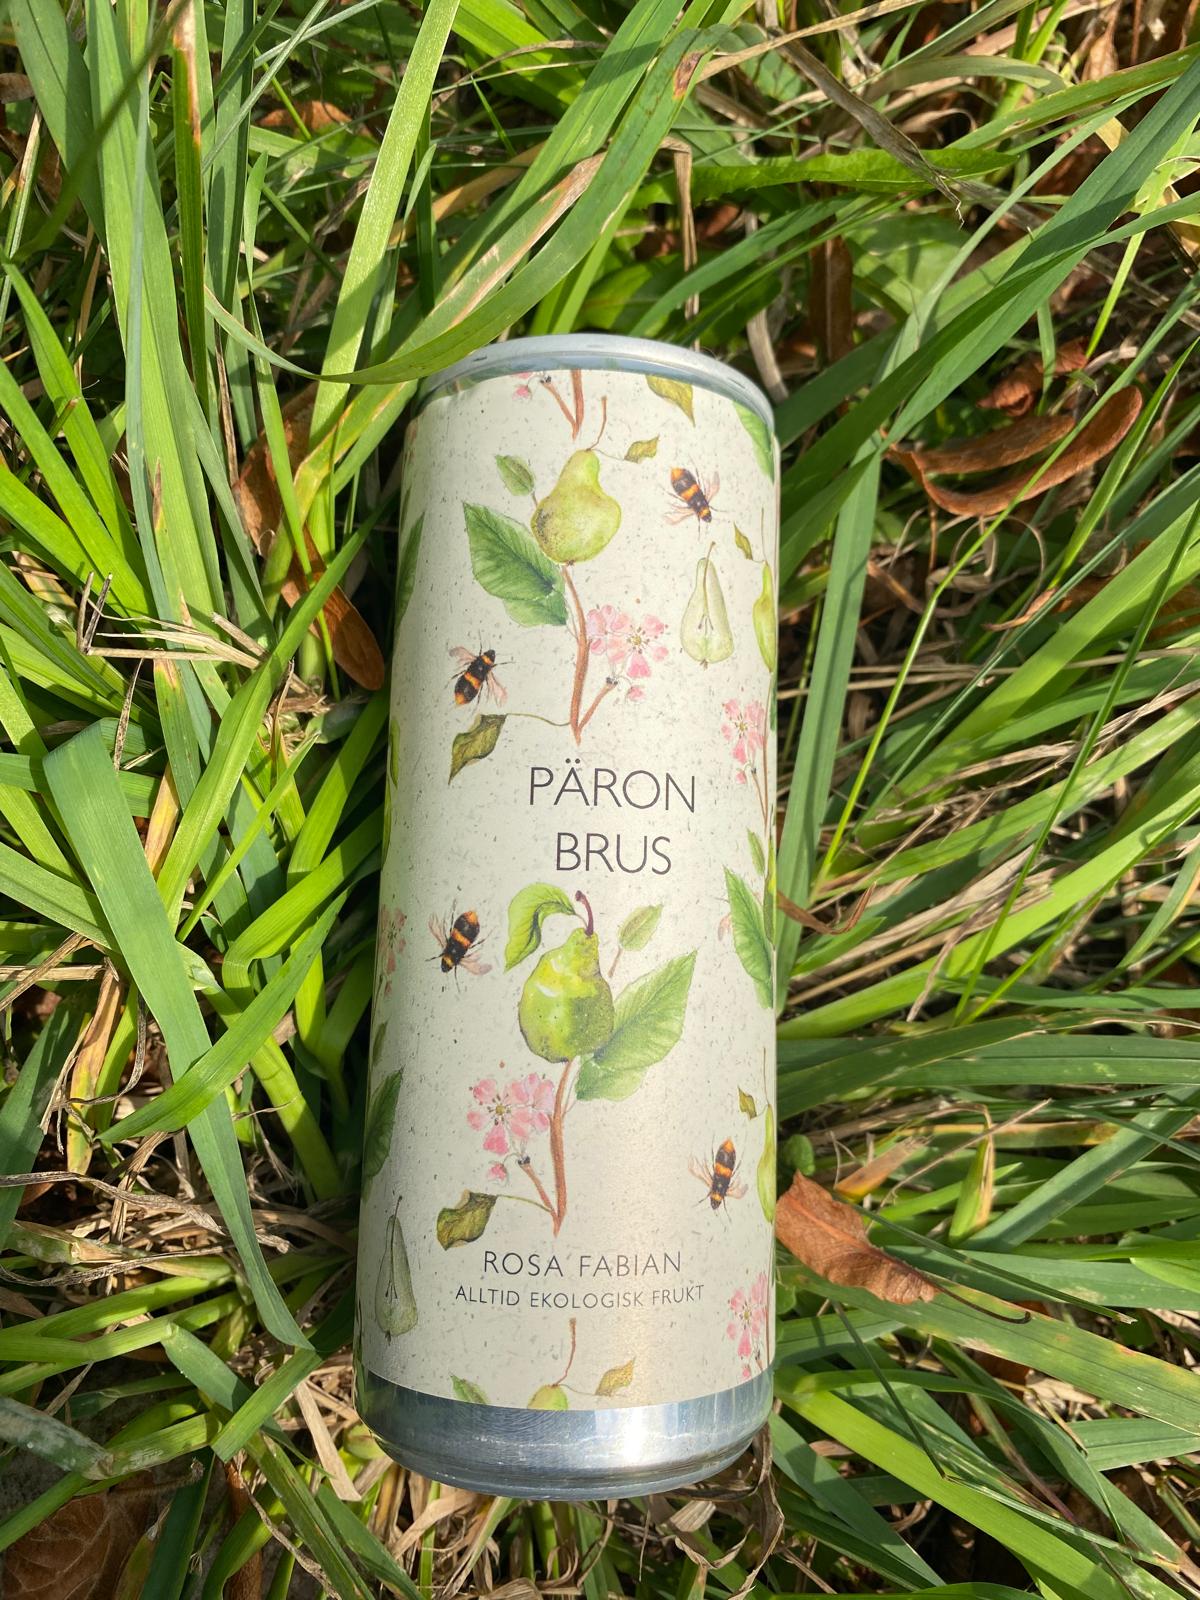 PÄRON
BRUS
ROSA FABIAN
ALLTID EKOLOGISK FRUKT